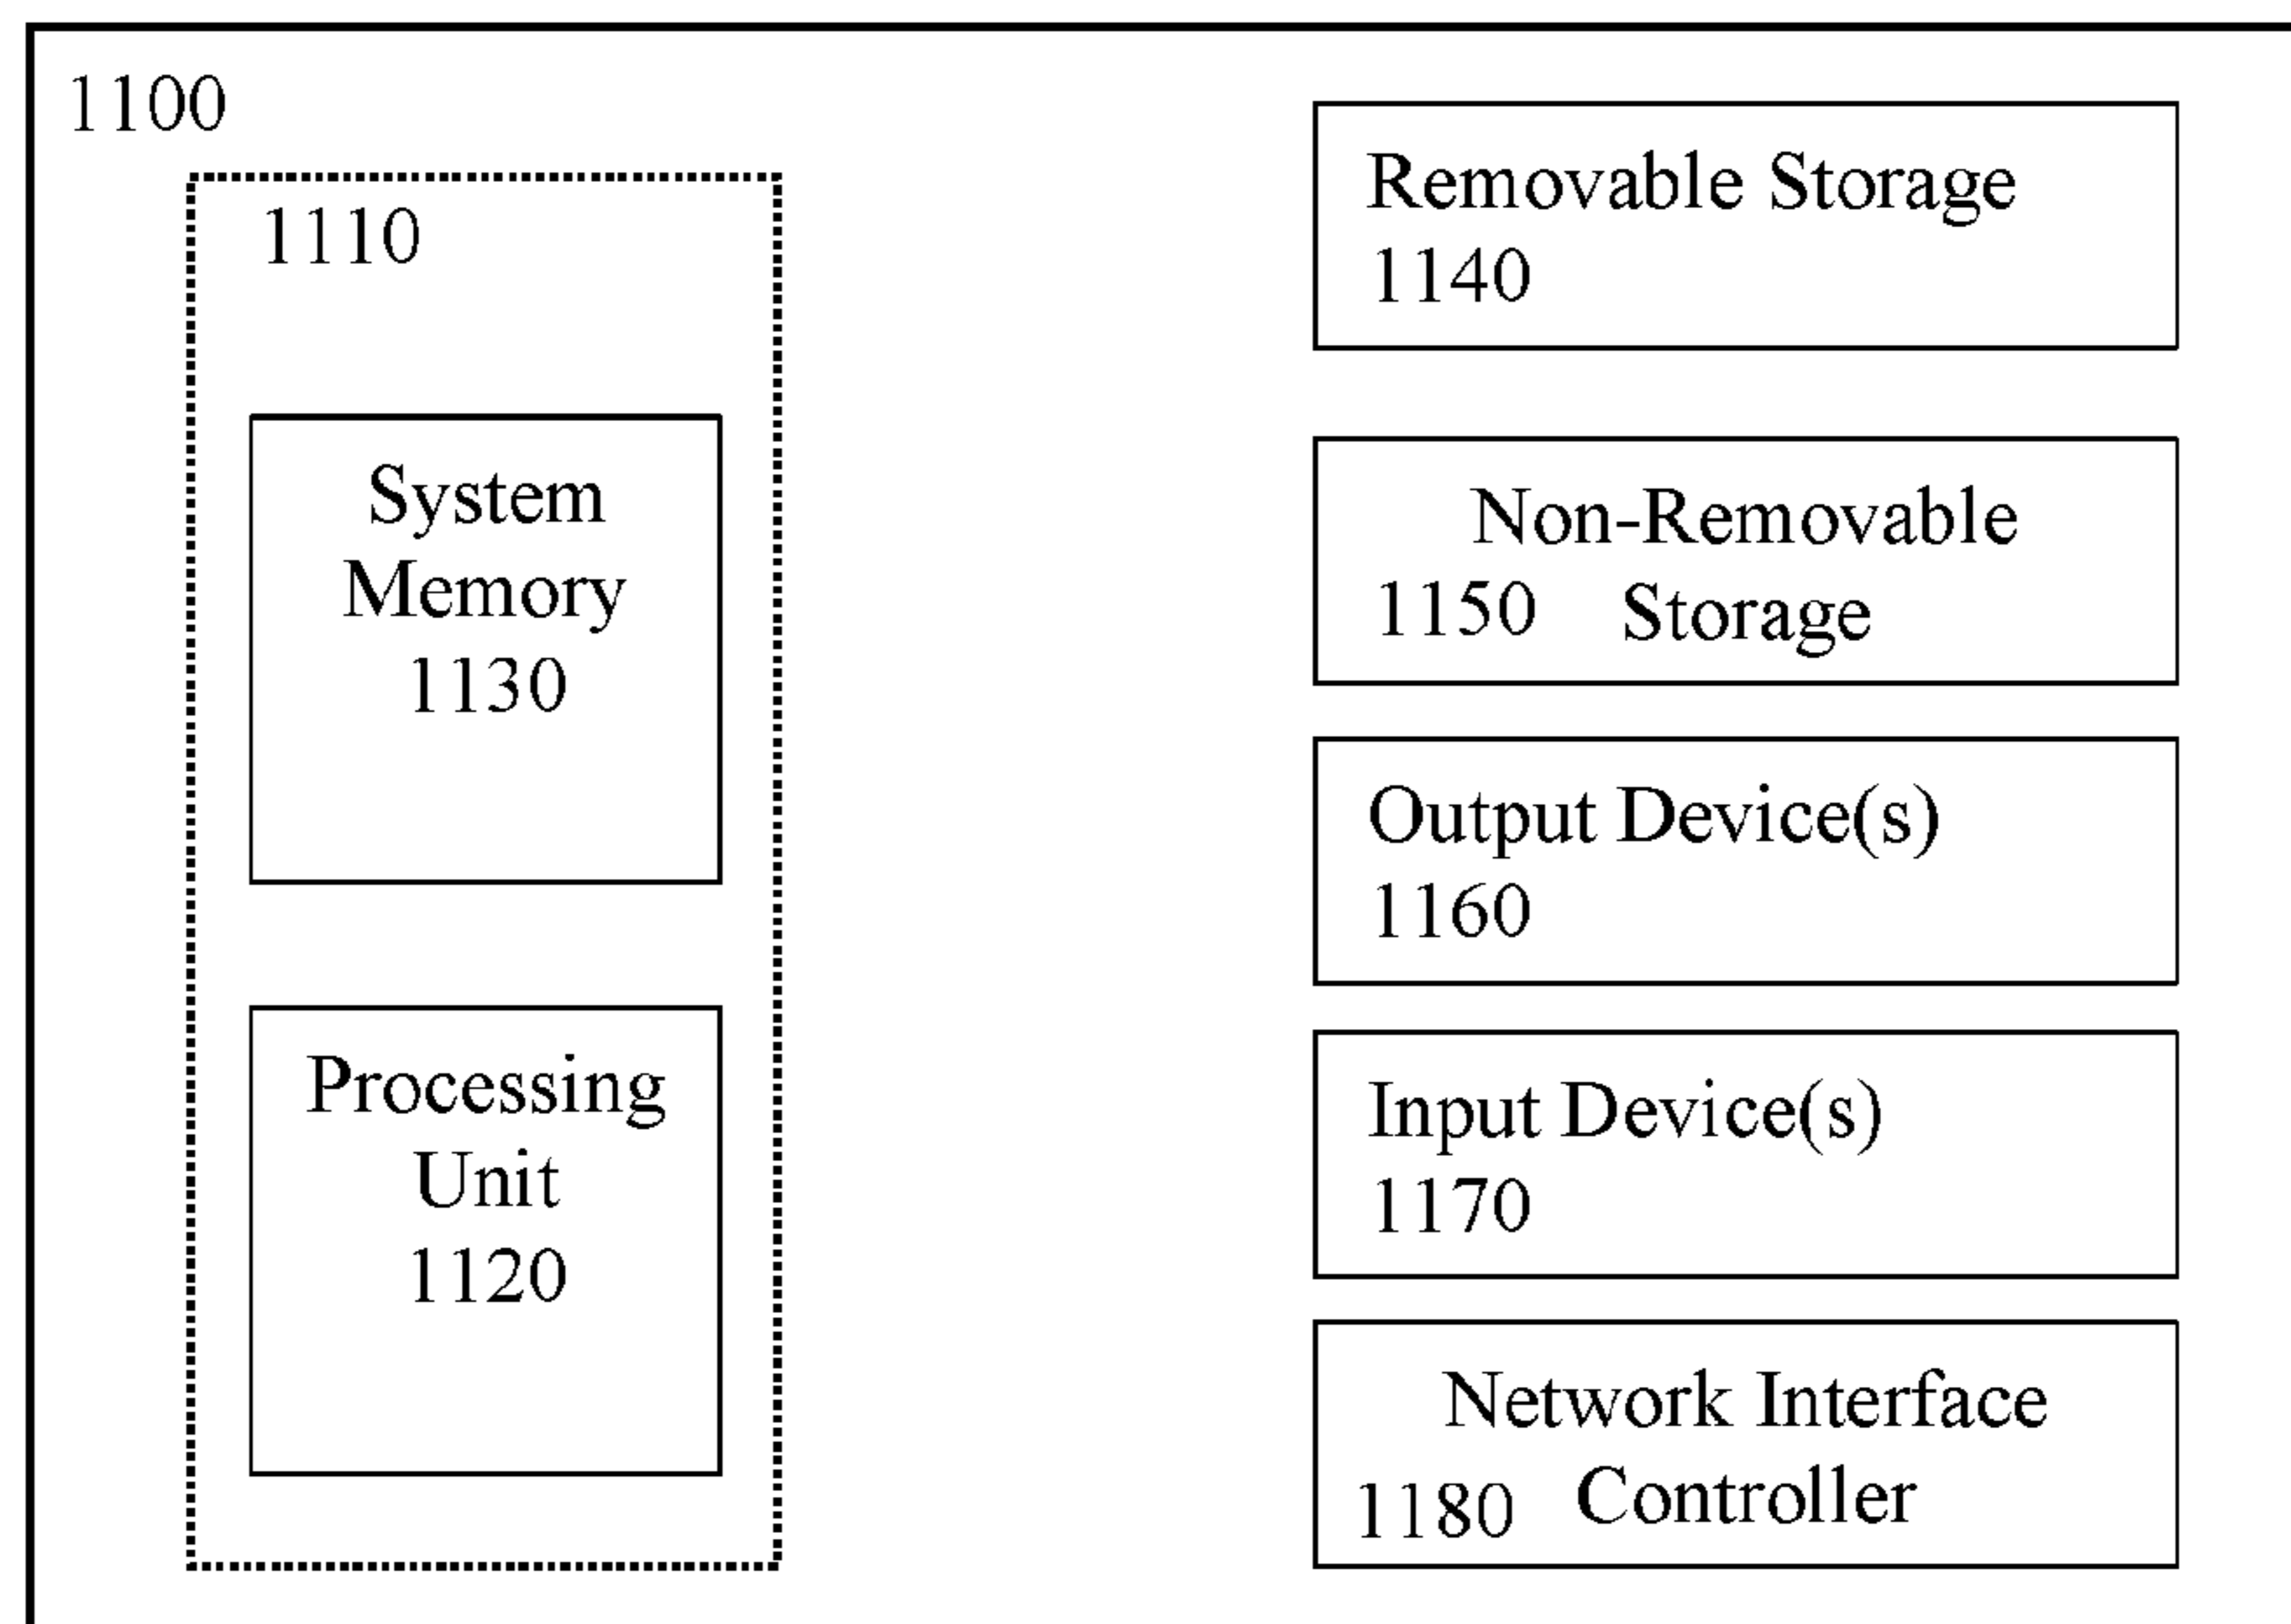 1100
1110
System
Memory
1130
Processing
Unit
1120
Removable Storage
1140
Non-Removable
1150 Storage
Output Device(s)
1160
Input Device(s)
1170
Network Interface
1180 Controller